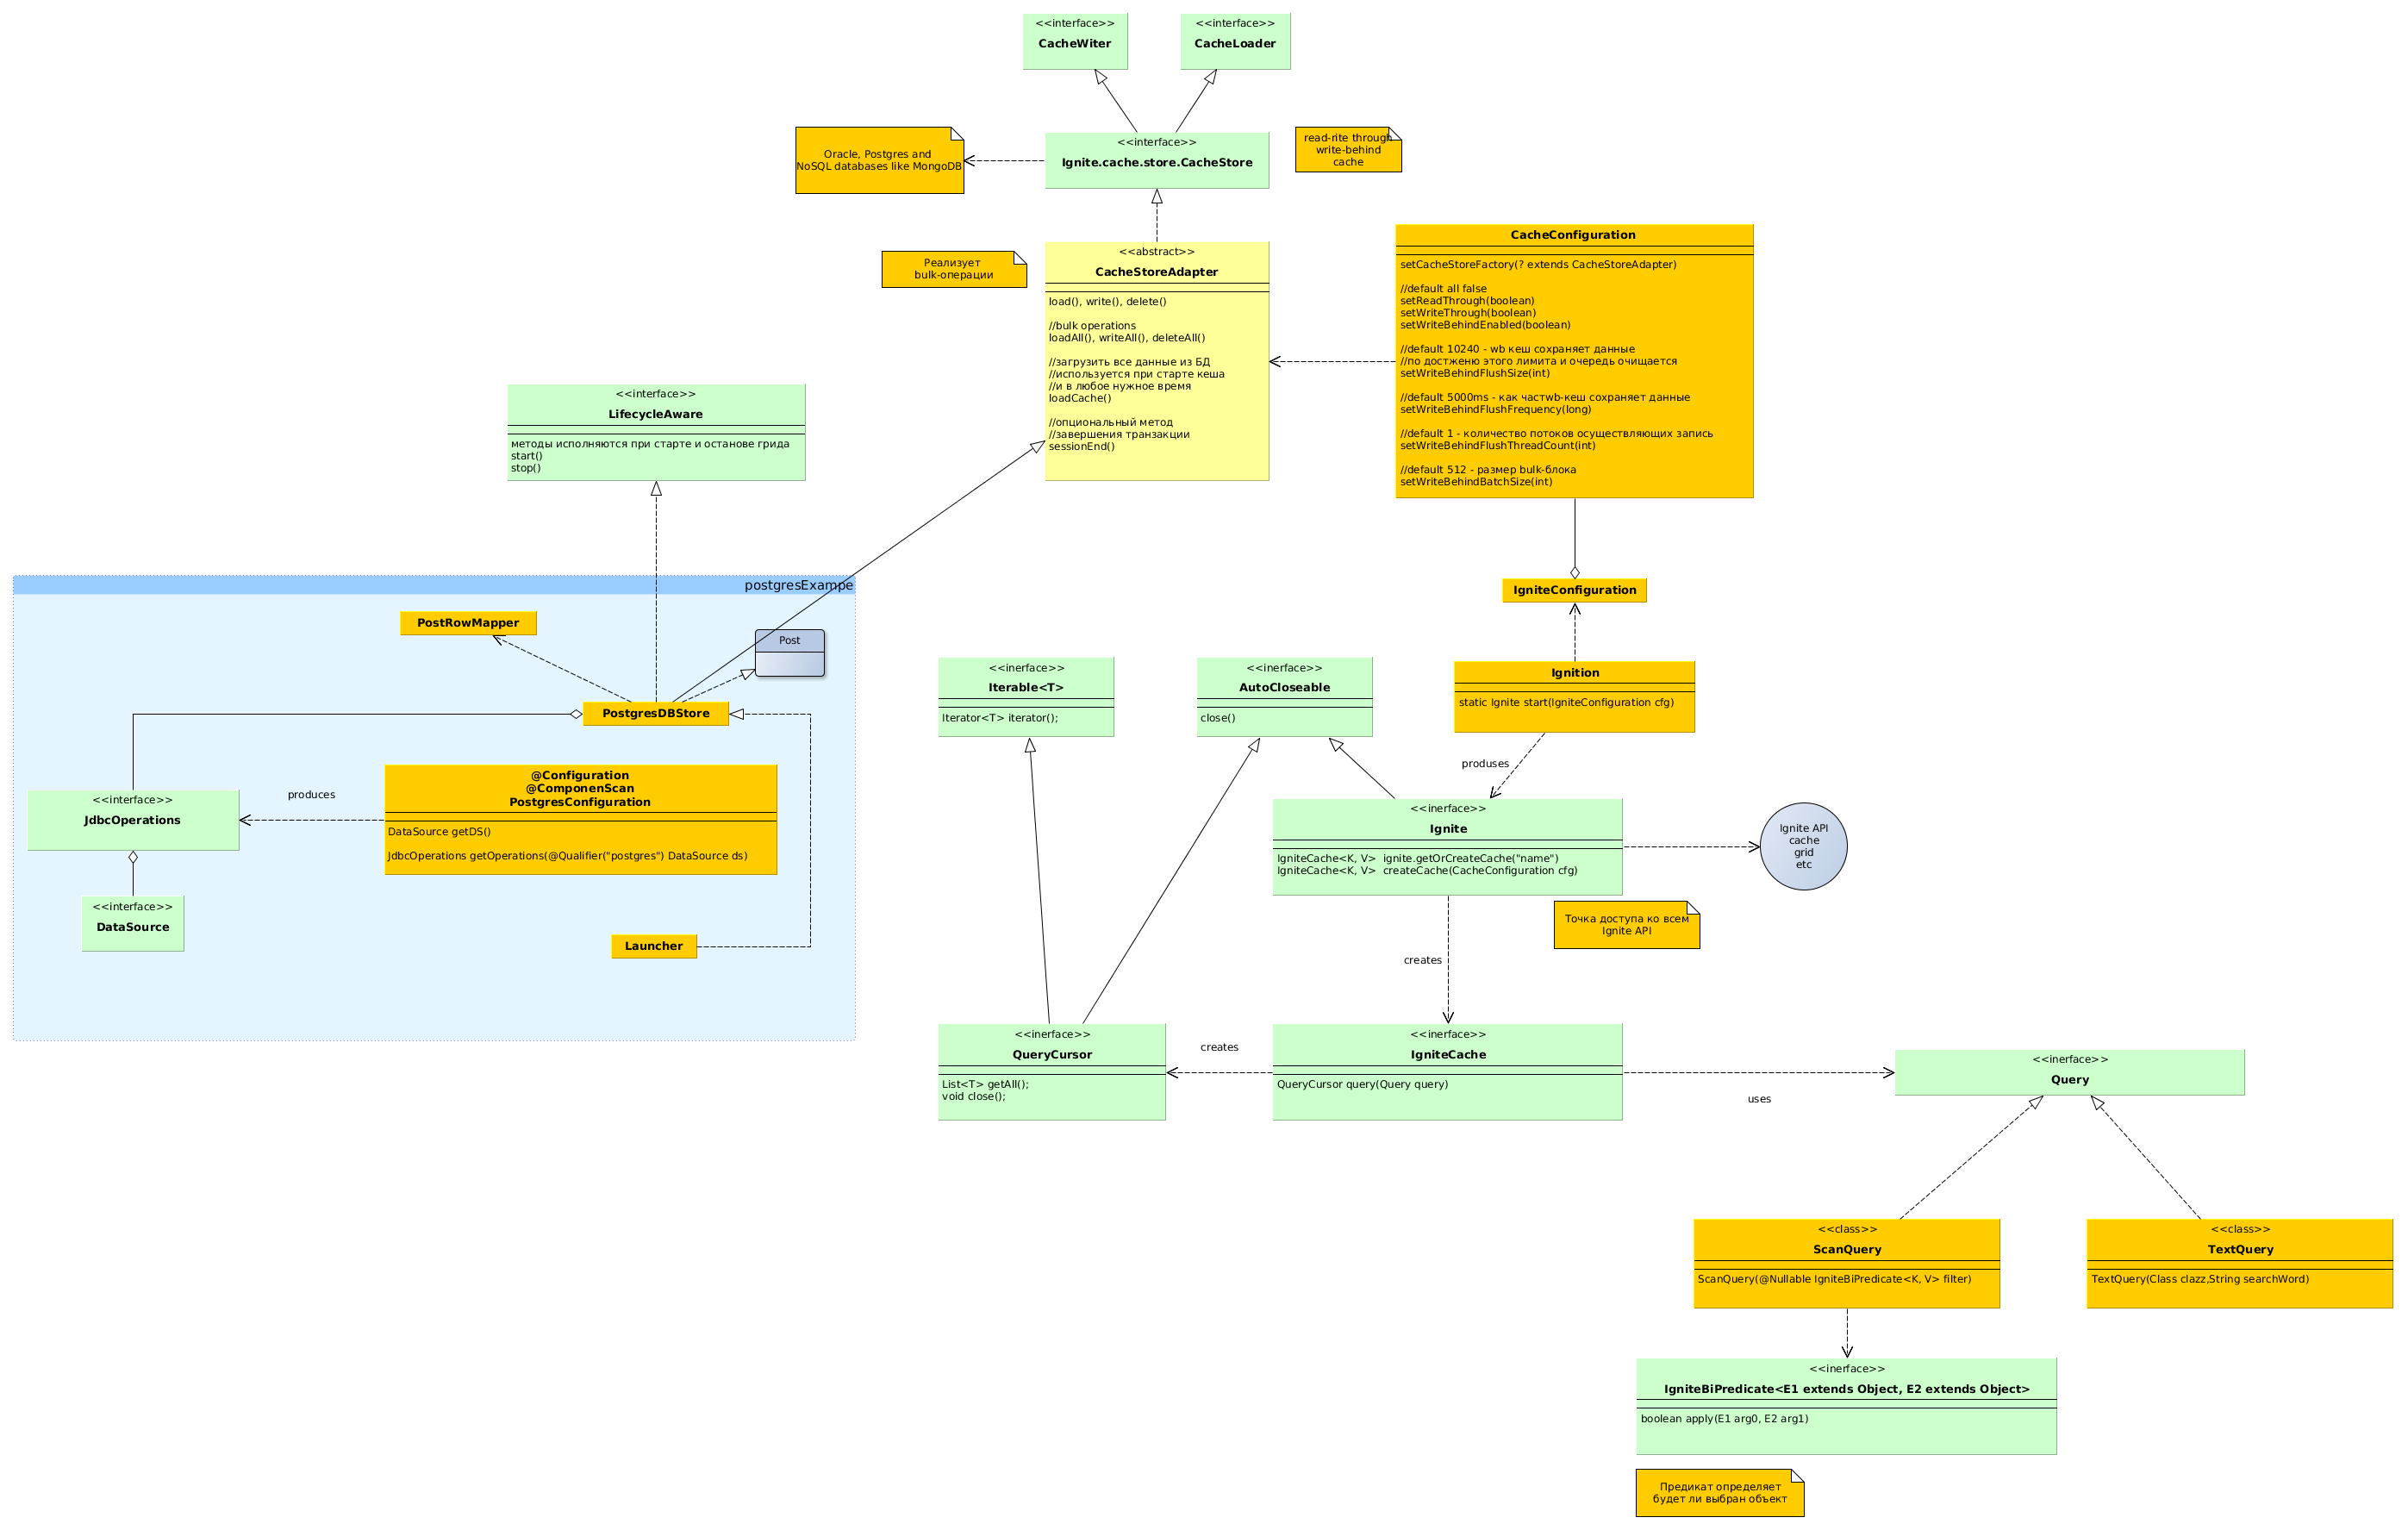 <<interface>>
CacheWiter
<<interface>>
CacheLoader
Oracle, Postgres and
NoSQL databases like MongoDB
<<interface>>
Ignite.cache.store.CacheStore
read-rite through
write-behind
cache
Реализует
bulk-операции
<<abstract>>
CacheStoreAdapter
load(), write(), delete()
//bulk operations
loadAll(), writeAll(), deleteAll()
//загрузить все данные из БД
//используется при старте кеша
//и в любое нужное время
loadCache()
//опциональный метод
//завершения транзакции
sessionEnd()
CacheConfiguration
setCacheStoreFactory(? extends CacheStoreAdapter)
//default all false
setReadThrough(boolean)
setWriteThrough(boolean)
setWriteBehindEnabled(boolean)
//default 10240 - wb кеш сохраняет данные
//по достженю этого лимита и очередь очищается
setWriteBehindFlushSize(int)
//default 5000ms - как частwb-кеш сохраняет данные
setWriteBehindFlushFrequency(long)
//default 1 - количество потоков осуществляющих запись
setWriteBehindFlushThreadCount(int)
//default 512 - размер bulk-блока
setWriteBehindBatchSize(int)
<<interface>>
LifecycleAware
методы исполняются при старте и останове грида
start()
stop()
postgresExampe
PostRowMapper
Post
PostgresDBStore
<<interface>>
JdbcOperations
produces
@Configuration
@ComponenScan
PostgresConfiguration
DataSource getDS()
JdbcOperations getOperations(@Qualifier("postgres") DataSource ds)
<<interface>>
DataSource
Launcher
IgniteConfiguration
Ignition
static Ignite start(IgniteConfiguration cfg)
produses
<<inerface>>
Iterable<T>
Iterator<T> iterator();
<<inerface>>
AutoCloseable
close()
<<inerface>>
Ignite
IgniteCache<K, V>  ignite.getOrCreateCache("name")
IgniteCache<K, V>  createCache(CacheConfiguration cfg)
Ignite API
cache
grid
etc
Точка доступа ко всем
Ignite API
creates
<<inerface>>
QueryCursor
List<T> getAll();
void close();
creates
<<inerface>>
IgniteCache
QueryCursor query(Query query)
uses
<<inerface>>
Query
<<class>>
ScanQuery
ScanQuery(@Nullable IgniteBiPredicate<K, V> filter)
<<class>>
TextQuery
TextQuery(Class clazz,String searchWord)
<<inerface>>
IgniteBiPredicate<E1 extends Object, E2 extends Object>
boolean apply(E1 arg0, E2 arg1)
Предикат определяет
будет ли выбран объект